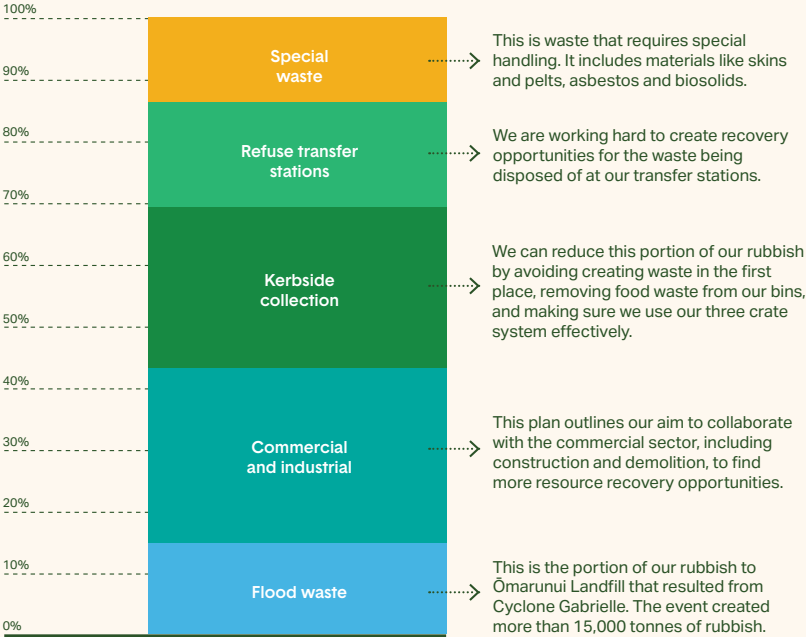 100%
90%
80%
70%
60%
50%
40%
30%
20%
10%
0%
Special
waste
This is waste that requires special
handling. It includes materials like skins
and pelts, asbestos and biosolids.
Refuse transfer
stations
We are working hard to create recovery
opportunities for the waste being
disposed of at our transfer stations.
Kerbside
collection
We can reduce this portion of our rubbish
by avoiding creating waste in the first
place, removing food waste from our bins,
and making sure we use our three crate
system effectively.
Commercial
and industrial
This plan outlines our aim to collaborate
with the commercial sector, including
construction and demolition, to find
more resource recovery opportunities.
Flood waste
This is the portion of our rubbish to
Ōmarunui Landfill that resulted from
Cyclone Gabrielle. The event created
more than 15,000 tonnes of rubbish.